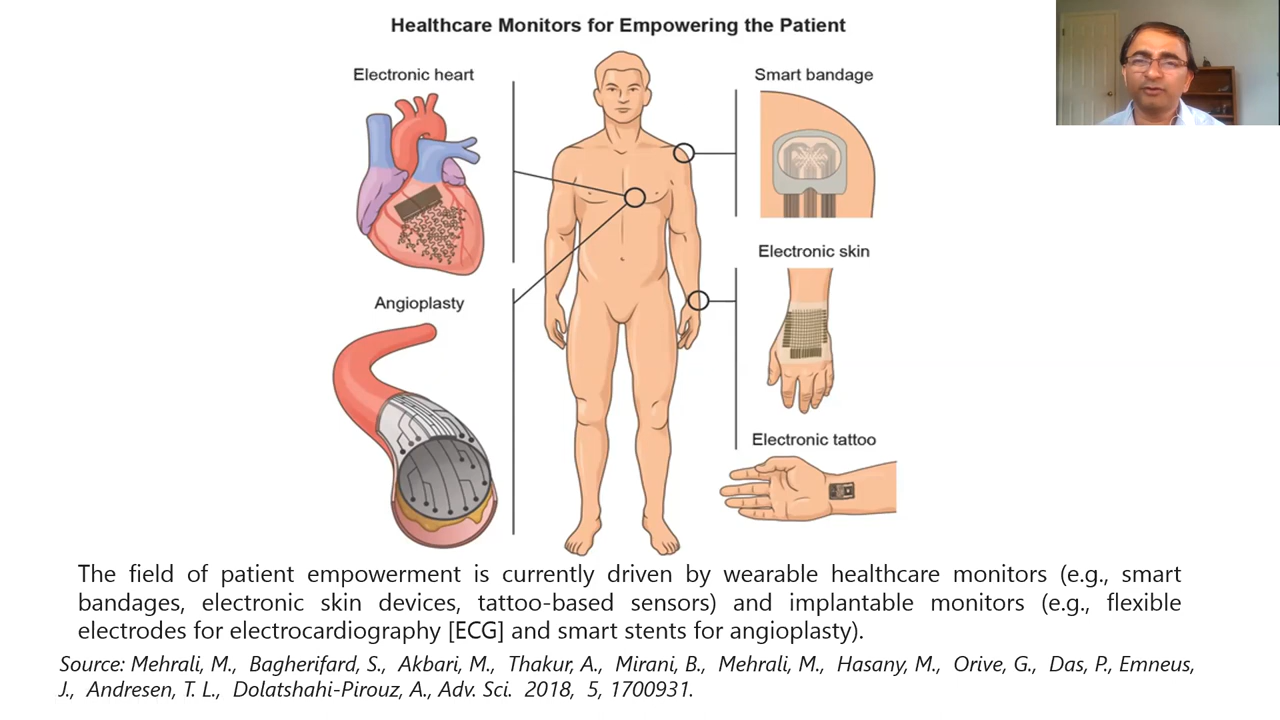 Healthcare Monitors for Empowering the Patient
Electronic heart
Smart bandage
Electronic skin
Angioplasty
Electronic tattoo
The field of patient empowerment is currently driven by wearable healthcare monitors (e.g., smart
bandages, electronic skin devices, tattoo-based sensors) and implantable monitors (e.g., flexible
electrodes for electrocardiography [ECG] and smart stents for angioplasty).
Source: Mehrali, M., Bagherifard, S., Akbari, M., Thakur, A., Mirani, B., Mehrali, M., Hasany, M., Orive, G., Das, P., Emneus,
J., Andresen, T. L., Dolatshahi-Pirouz, A., Adv. Sci. 2018, 5, 1700931.